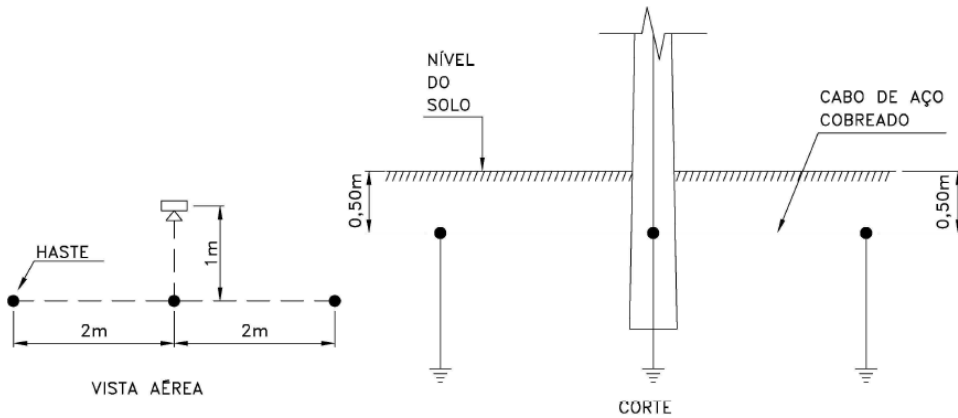 NÍVEL
DO
SOLO
CABO DE AÇO
COBREADO
0,50m
0,50m
HASTE
1m
2m
2m
VISTA AÉREA
CORTE